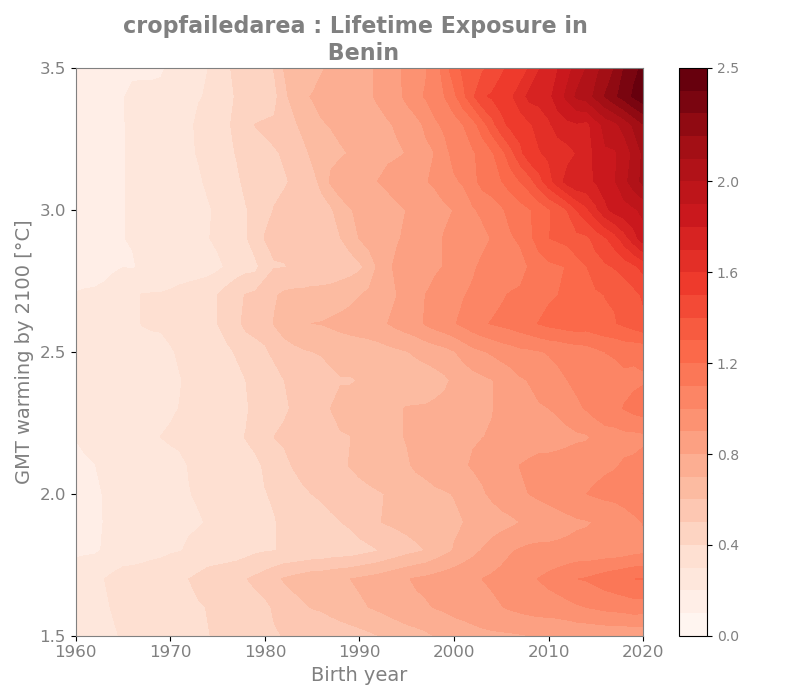 cropfailedarea : Lifetime Exposure in
Benin
3.5
3.0
2.5
2.0
1.5
GMT warming by 2100 [°C]
1960 1970 1980 1990 2000 2010 2020
Birth year
2.5
2.0
1.6
1.2
0.8
0.4
0.0